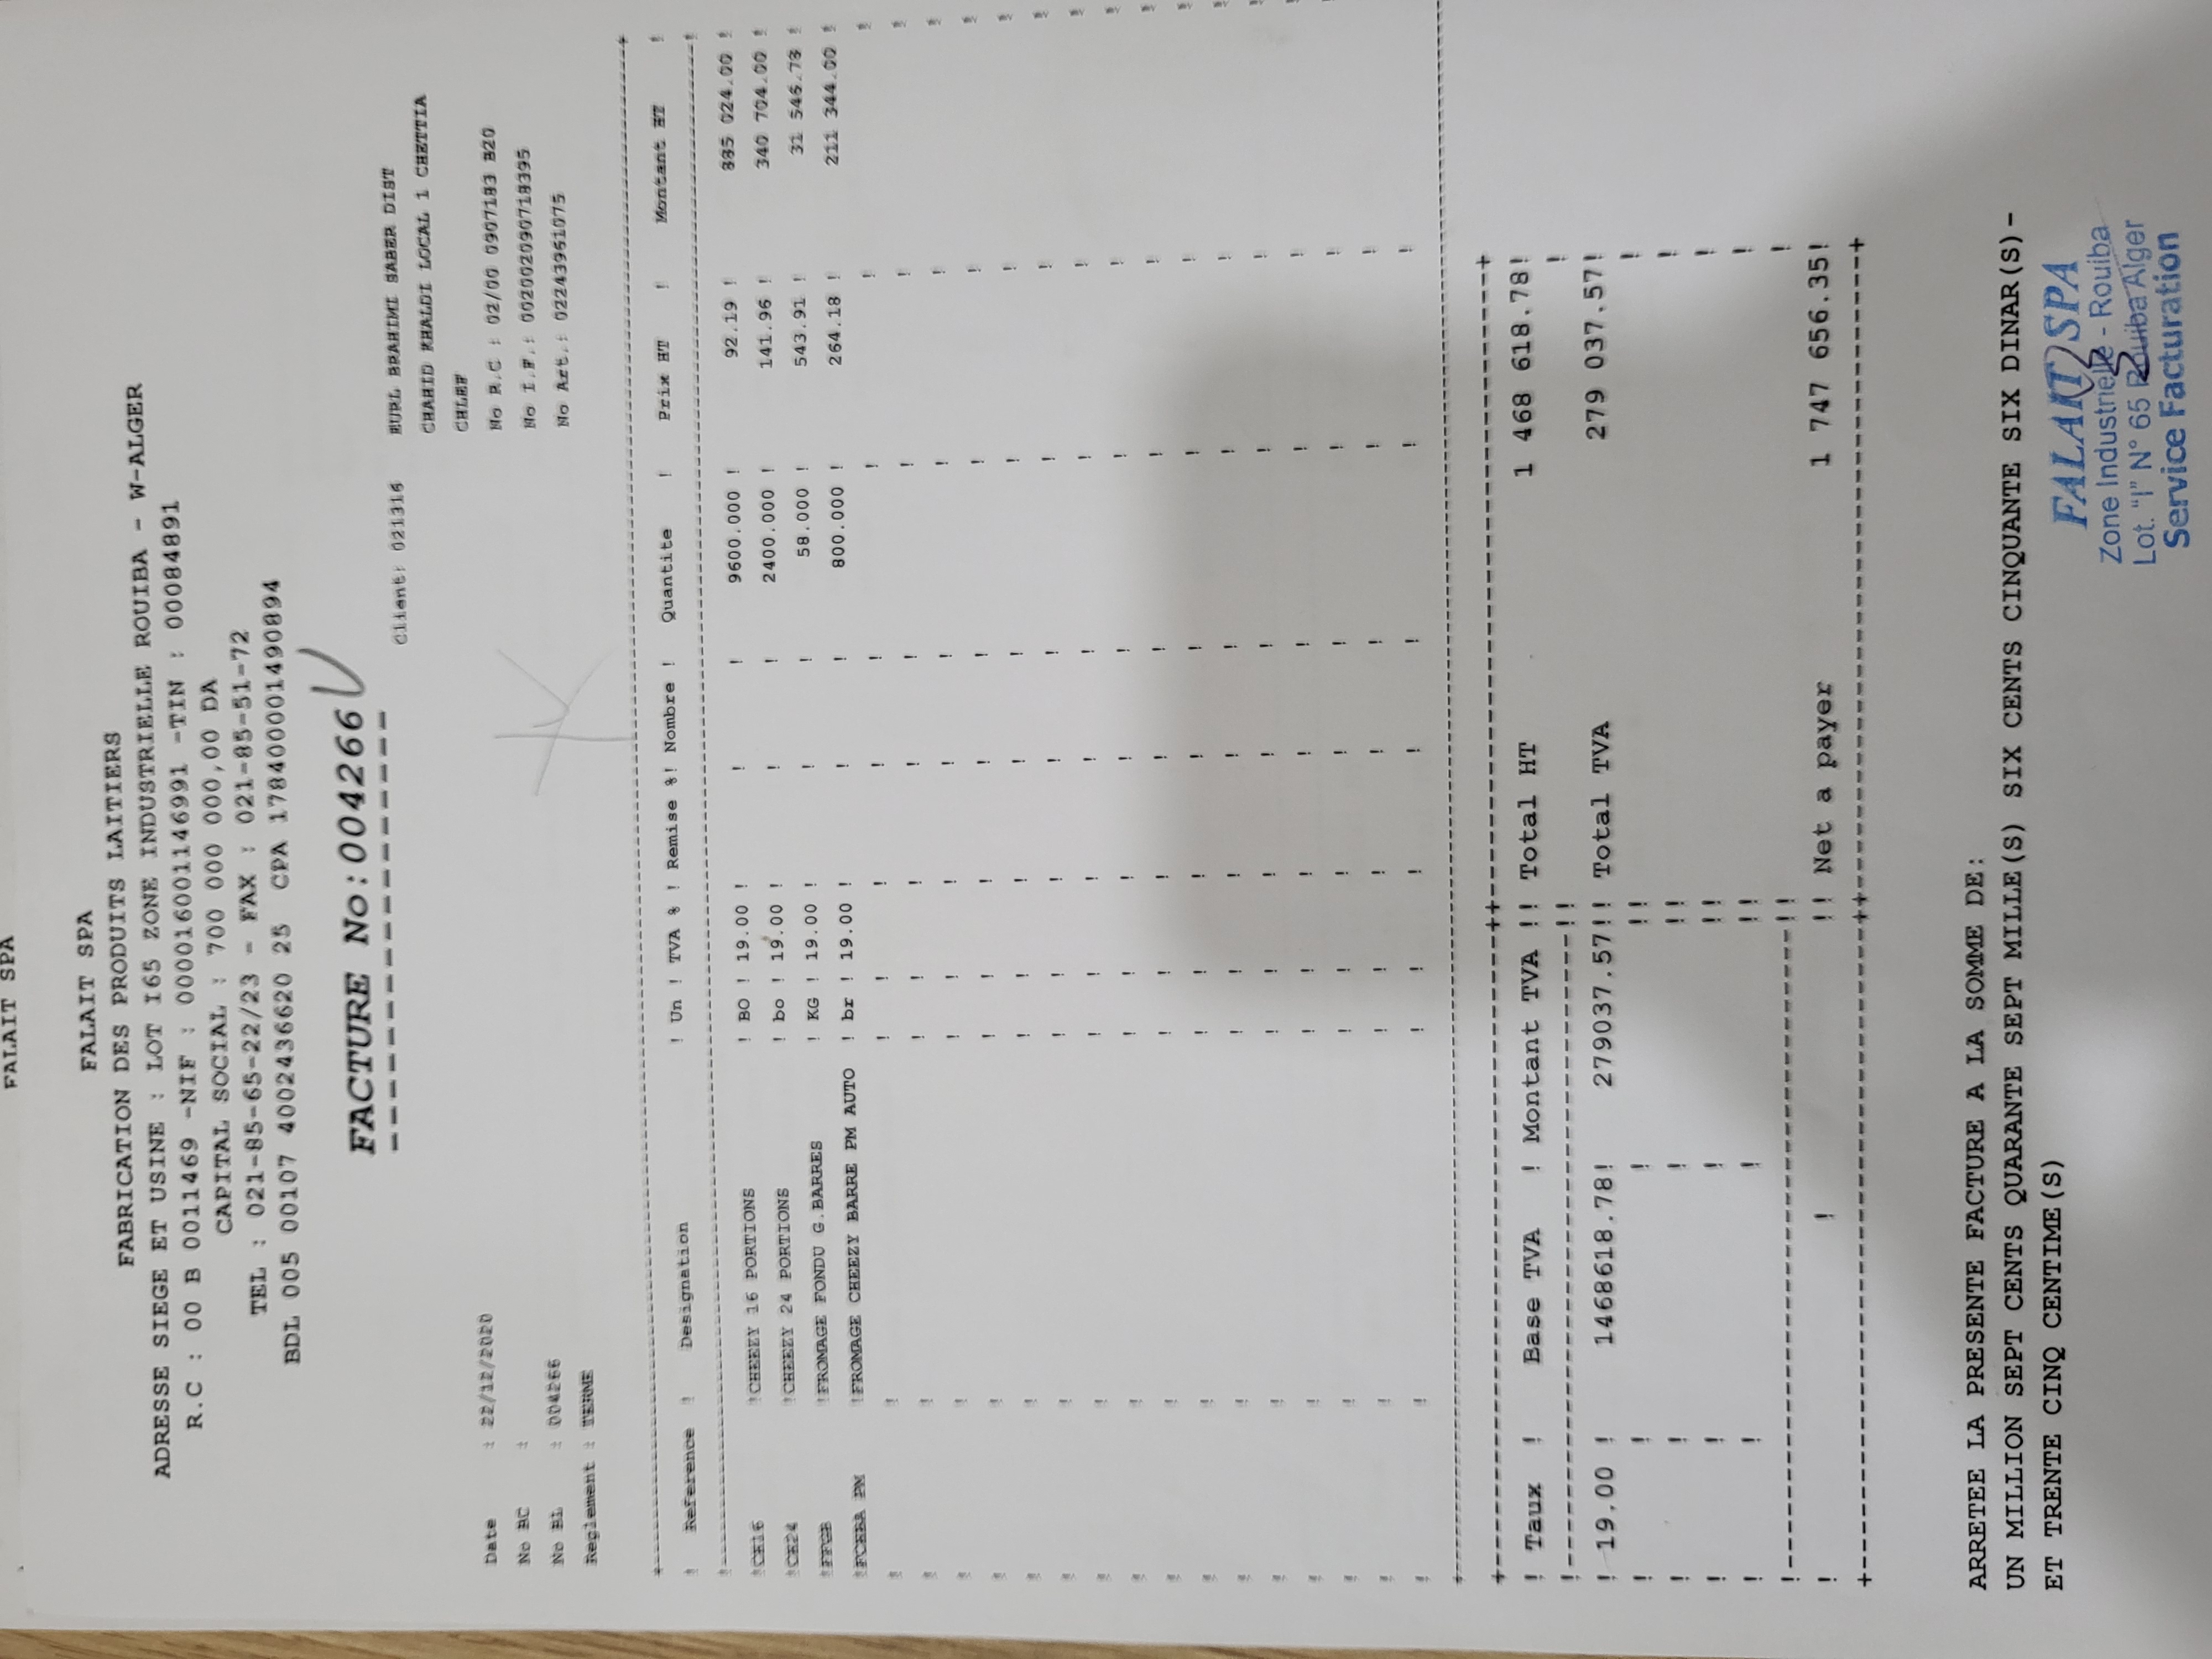 FALAIT SPA
FALAIT SPA
FABRICATION DES PRODUITS LAITIERS
ADRESSE SIEGE ET USINE : LOT I65 ZONE INDUSTRIELLE ROUIBA - W-ALGER
R.C : 00 B 0011469 -NIF : 000016001146991 -TIN : 00084891
CAPITAL SOCIAL : 700 000 000,00 DA
TEL : 021-85-65-22/23 - FAX : 021-85-51-72
BDL 005 00107 4002436620 25 CPA 178400001490894
FACTURE No:004266
Client: 021316 EURL BRAHIMI SABER DIST
CHAHID KHALDI LOCAL 1 CHETTIA
CHLEF
Date : 22/12/2020 No R.C : 02/00 0907183 B20
No BC : No I.F.: 002002090718395
No BL : 004266 No Art.: 02243961075
Reglement : TERME
! Reference ! Designation ! Un ! TVA % ! Remise %! Nombre ! Quantite ! Prix HT ! Montant HT !
!CE16 !CHEEZY 16 PORTIONS ! BO ! 19.00 ! ! ! 9600.000 ! 92.19 ! 885 024.00 !
!CE24 !CHEEZY 24 PORTIONS ! bo ! 19.00 ! ! ! 2400.000 ! 141.96 ! 340 704.00 !
!FFGB !FROMAGE FONDU G.BARRES ! KG ! 19.00 ! ! ! 58.000 ! 543.91 ! 31 546.78 !
!FCEBA PM !FROMAGE CHEEZY BARRE PM AUTO ! br ! 19.00 ! ! ! 800.000 ! 264.18 ! 211 344.00 !
! Taux ! Base TVA ! Montant TVA !! Total HT 1 468 618.78!
! 19.00 ! 1468618.78! 279037.57!! Total TVA 279 037.57!
! ! !! Net a payer 1 747 656.35!
ARRETEE LA PRESENTE FACTURE A LA SOMME DE:
UN MILLION SEPT CENTS QUARANTE SEPT MILLE(S) SIX CENTS CINQUANTE SIX DINAR(S)-
ET TRENTE CINQ CENTIME(S)
FALAIT SPA
Zone Industrielle - Rouiba
Lot. "I" N° 65 Rouiba Alger
Service Facturation